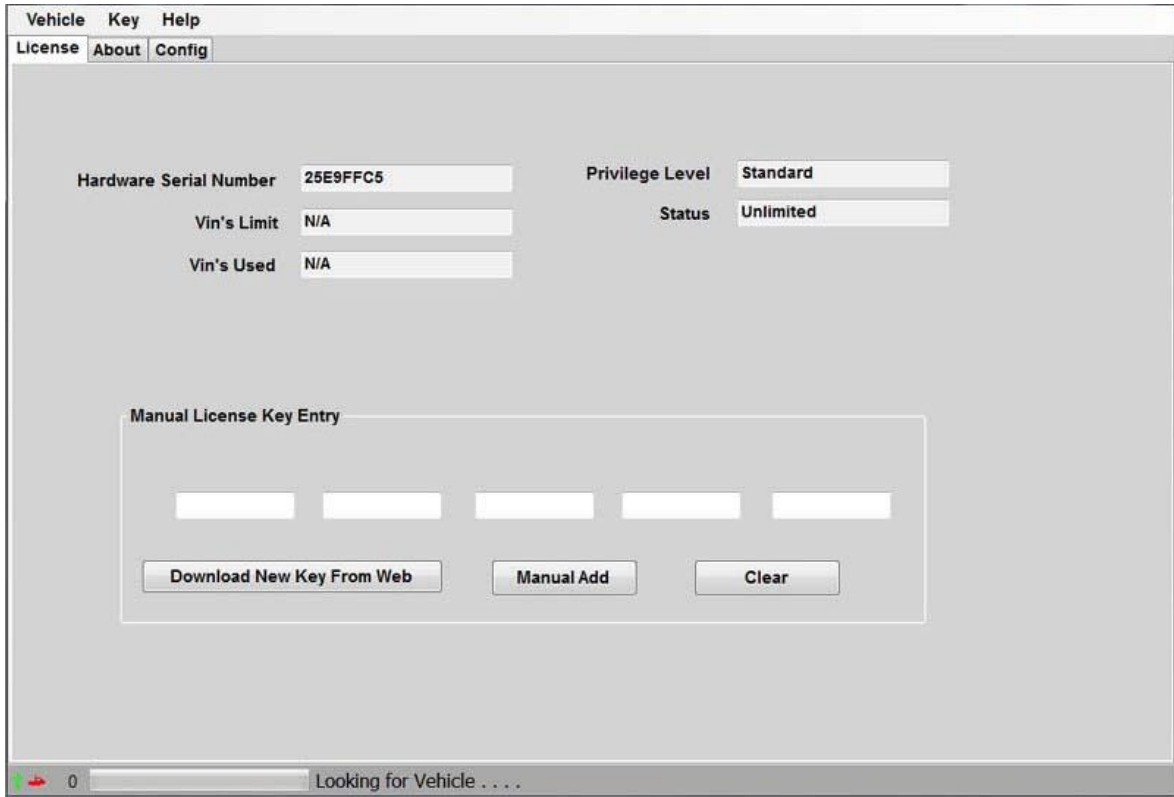 Vehicle Key Help
License About Config
Hardware Serial Number 25E9FFC5
Privilege Level Standard
Vin's Limit N/A
Status Unlimited
Vin's Used N/A
Manual License Key Entry
Download New Key From Web Manual Add Clear
0 Looking for Vehicle . . . .